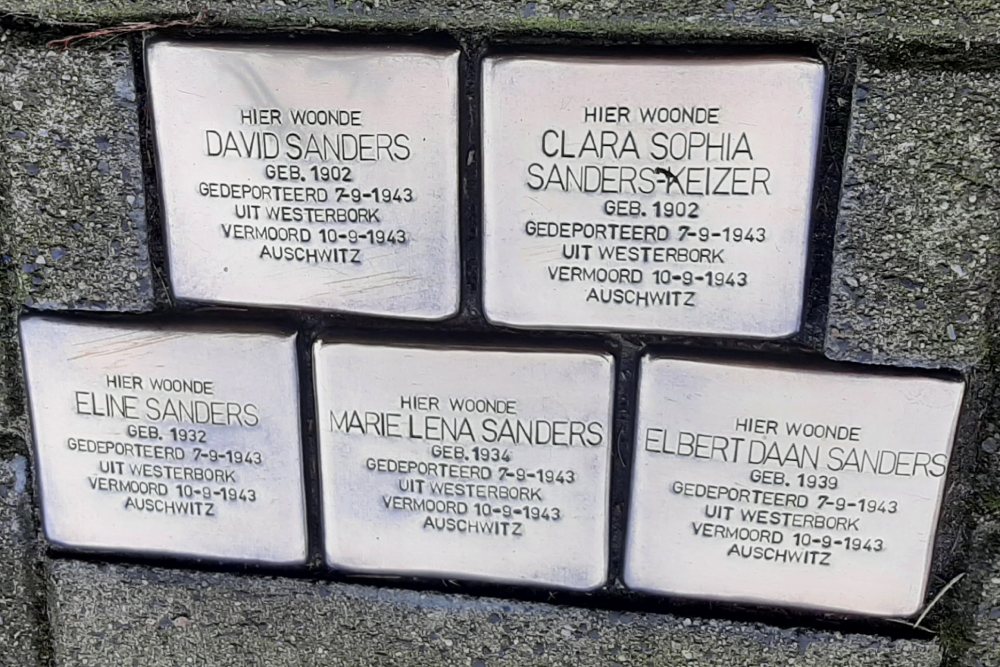 HIER WOONDE
DAVID SANDERS
GEB. 1902
GEDEPORTEERD 7-9-1943
UIT WESTERBORK
VERMOORD 10-9-1943
AUSCHWITZ
HIER WOONDE
CLARA SOPHIA
SANDERS-KEIZER
GEB. 1902
GEDEPORTEERD 7-9-1943
UIT WESTERBORK
VERMOORD 10-9-1943
AUSCHWITZ
HIER WOONDE
ELINE SANDERS
GEB. 1932
GEDEPORTEERD 7-9-1943
UIT WESTERBORK
VERMOORD 10-9-1943
AUSCHWITZ
HIER WOONDE
MARIE LENA SANDERS
GEB. 1934
GEDEPORTEERD 7-9-1943
UIT WESTERBORK
VERMOORD 10-9-1943
AUSCHWITZ
HIER WOONDE
ELBERT DAAN SANDERS
GEB. 1939
GEDEPORTEERD 7-9-1943
UIT WESTERBORK
VERMOORD 10-9-1943
AUSCHWITZ